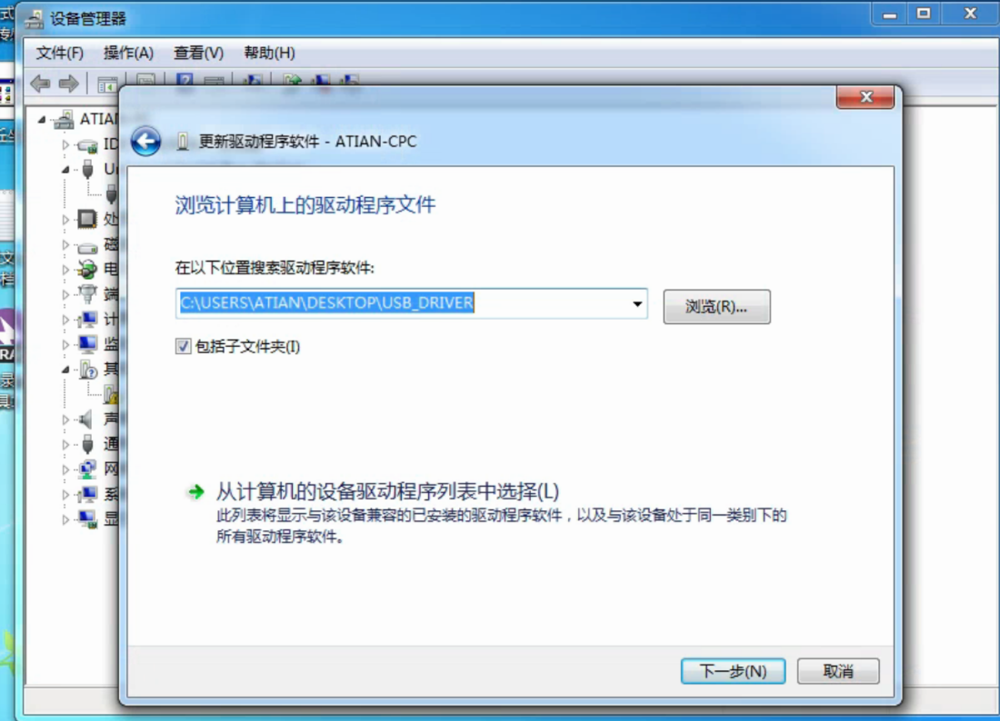 设备管理器
文件(F) 操作(A) 查看(V) 帮助(H)
ATIAN
更新驱动程序软件 - ATIAN-CPC
浏览计算机上的驱动程序文件
在以下位置搜索驱动程序软件:
C:\USERS\ATIAN\DESKTOP\USB_DRIVER
浏览(R)...
包括子文件夹(I)
从计算机的设备驱动程序列表中选择(L)
此列表将显示与该设备兼容的已安装的驱动程序软件，以及与该设备处于同一类别下的
所有驱动程序软件。
下一步(N) 取消
ID
处
磁
电
端
计
监
其
声
通
网
系
显